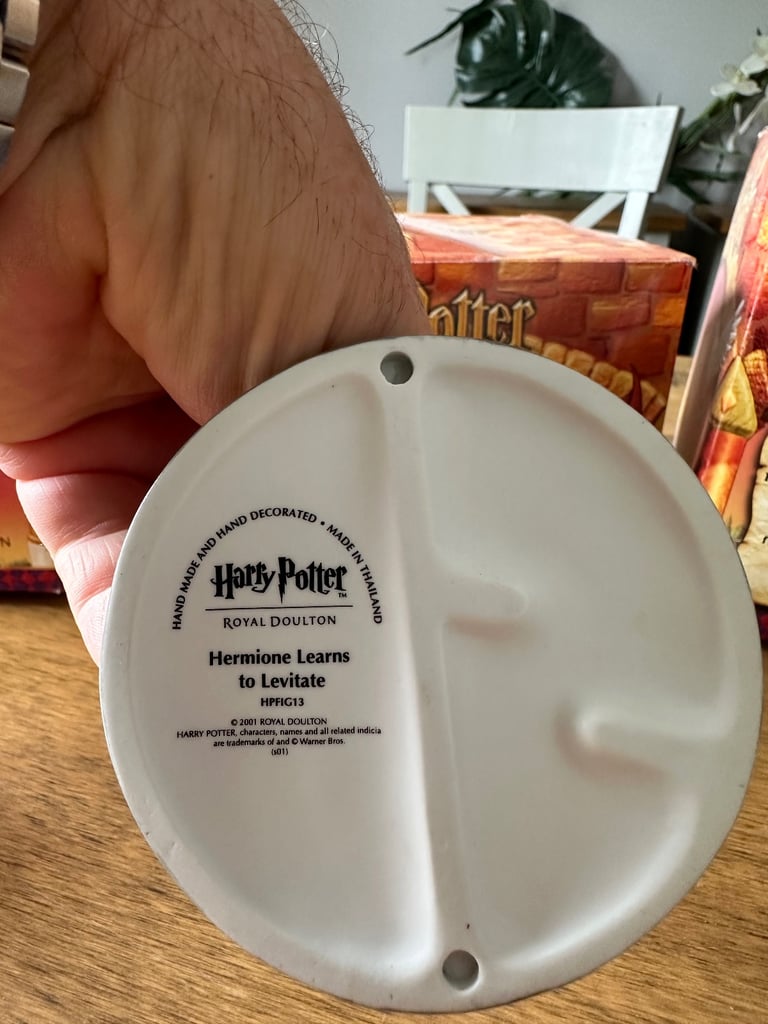 Potter
HAND MADE AND HAND DECORATED • MADE IN THAILAND
Harry Potter™
ROYAL DOULTON
Hermione Learns
to Levitate
HPFIG13
© 2001 ROYAL DOULTON
HARRY POTTER, characters, names and all related indicia
are trademarks of and © Warner Bros.
(s01)